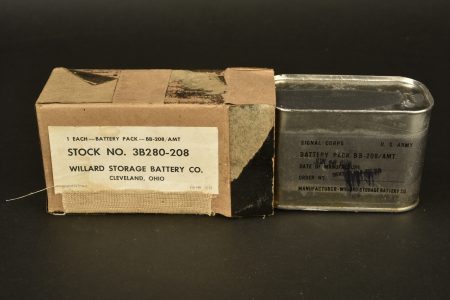 1 EACH—BATTERY PACK—BB-208/AMT
STOCK NO. 3B280-208
WILLARD STORAGE BATTERY CO.
CLEVELAND, OHIO
SIGNAL CORPS U. S. ARMY
BATTERY PACK BB-208/AMT
DATE OF MANUFACTURE
ORDER NO.
MANUFACTURER-WILLARD STORAGE BATTERY CO.